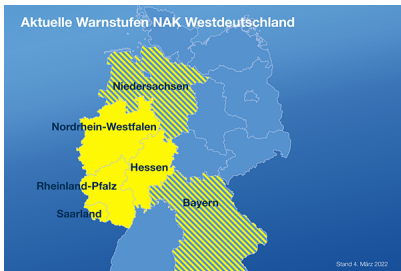 Aktuelle Warnstufen NAK Westdeutschland
Niedersachsen
Nordrhein-Westfalen
Hessen
Rheinland-Pfalz
Bayern
Saarland
Stand 4. März 2022